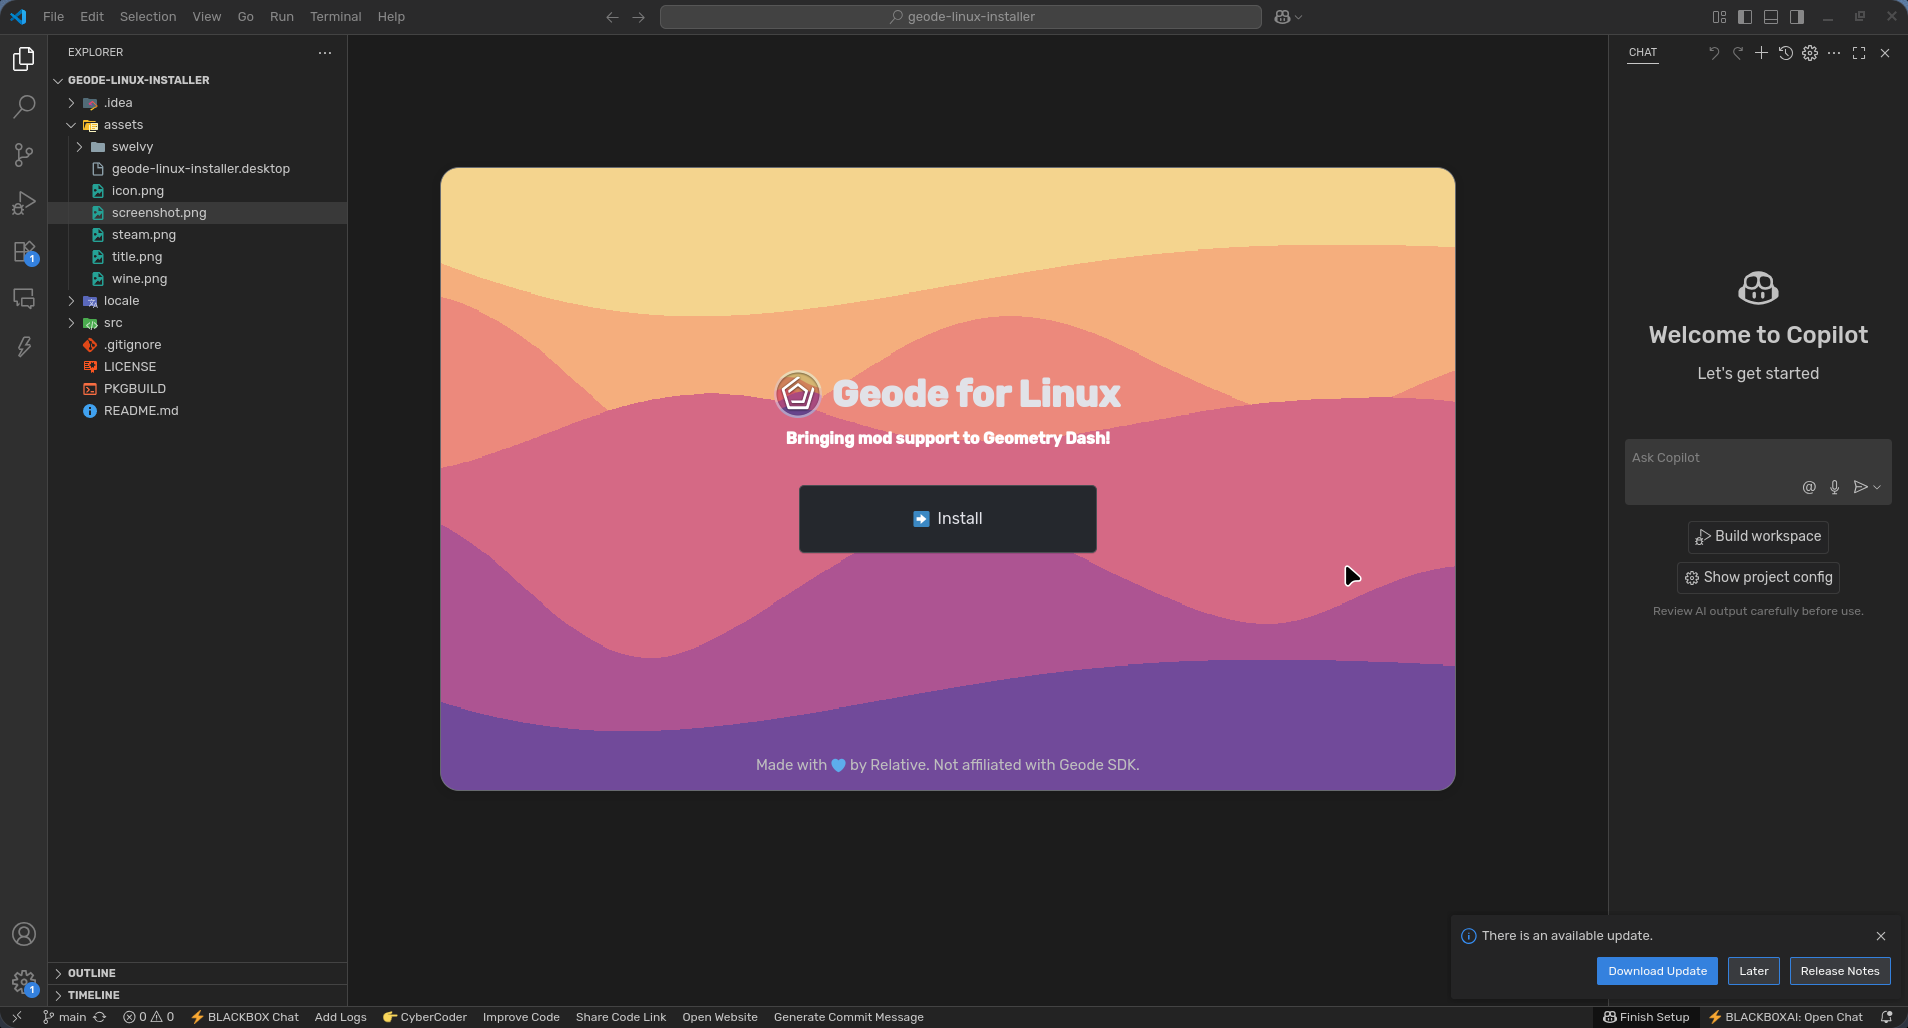 File Edit Selection View Go Run Terminal Help
geode-linux-installer
EXPLORER
GEODE-LINUX-INSTALLER
.idea
assets
swelvy
geode-linux-installer.desktop
icon.png
screenshot.png
steam.png
title.png
wine.png
locale
src
.gitignore
LICENSE
PKGBUILD
README.md
OUTLINE
TIMELINE
1
1
Geode for Linux
Bringing mod support to Geometry Dash!
Install
Made with 💙 by Relative. Not affiliated with Geode SDK.
CHAT
Welcome to Copilot
Let's get started
Ask Copilot
@
Build workspace
Show project config
Review AI output carefully before use.
There is an available update.
Download Update Later Release Notes
main 0 0 ⚡ BLACKBOX Chat Add Logs 👉 CyberCoder Improve Code Share Code Link Open Website Generate Commit Message Finish Setup ⚡ BLACKBOXAI: Open Chat